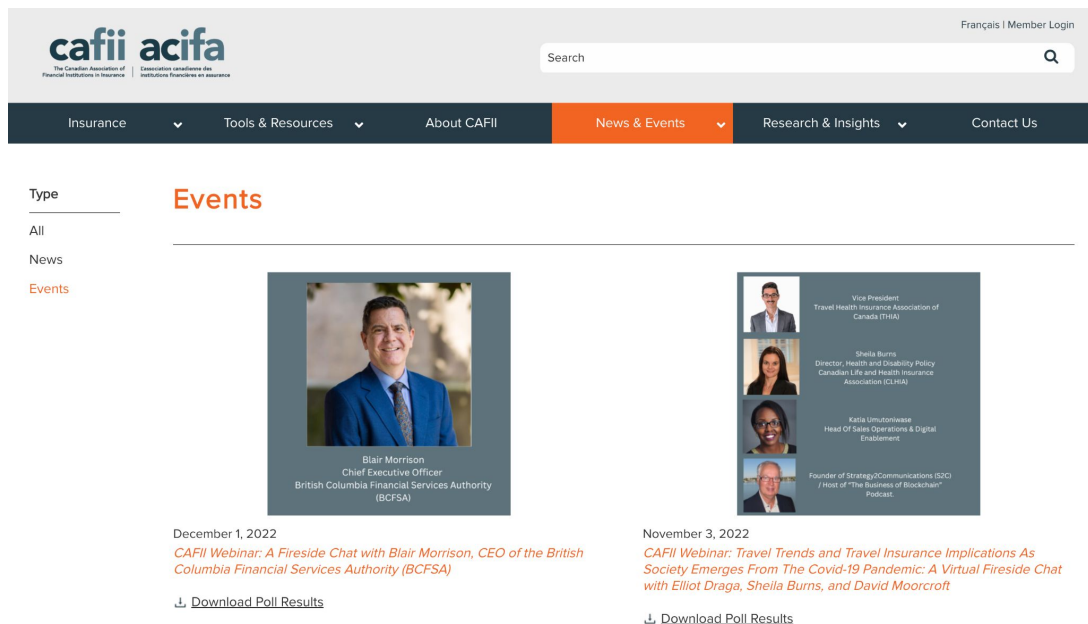 Français | Member Login
cafii acifa
The Canadian Association of
Financial Institutions in Insurance
L'association canadienne des
institutions financières en assurance
Search
Insurance
Tools & Resources
About CAFII
News & Events
Research & Insights
Contact Us
Type
All
News
Events
Events
Blair Morrison
Chief Executive Officer
British Columbia Financial Services Authority
(BCFSA)
December 1, 2022
CAFII Webinar: A Fireside Chat with Blair Morrison, CEO of the British
Columbia Financial Services Authority (BCFSA)
Download Poll Results
Vice President
Travel Health Insurance Association of
Canada (THIA)
Sheila Burns
Director, Health and Disability Policy
Canadian Life and Health Insurance
Association (CLHIA)
Katia Umutoniwase
Head Of Sales Operations & Digital
Enablement
Founder of Strategy2Communications (S2C)
/ Host of "The Business of Blockchain"
Podcast.
November 3, 2022
CAFII Webinar: Travel Trends and Travel Insurance Implications As
Society Emerges From The Covid-19 Pandemic: A Virtual Fireside Chat
with Elliot Draga, Sheila Burns, and David Moorcroft
Download Poll Results